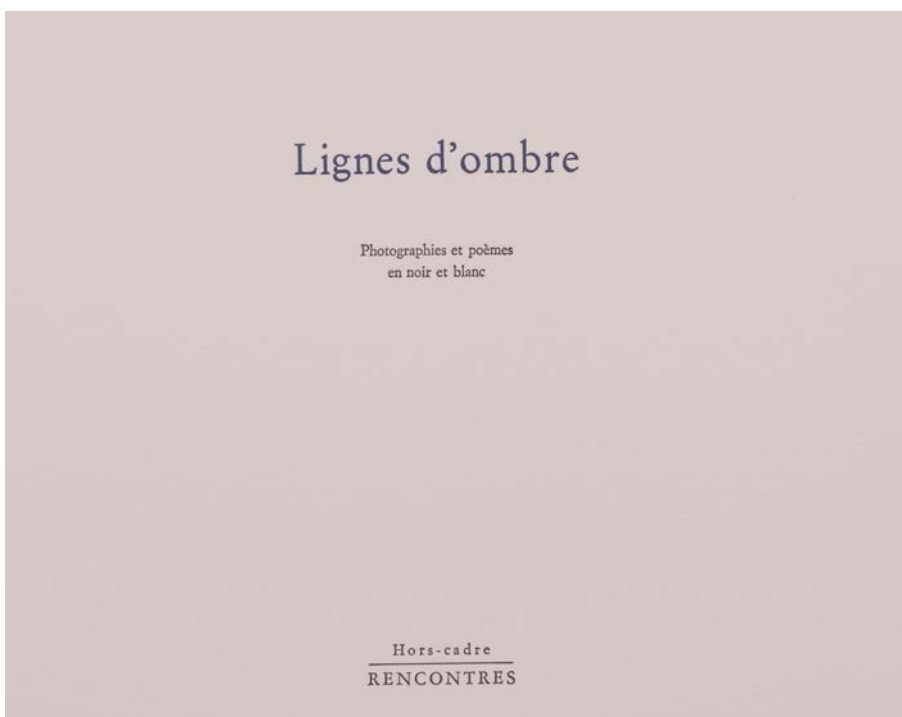 Lignes d’ombre
Photographies et poèmes
en noir et blanc
Hors-cadre
RENCONTRES